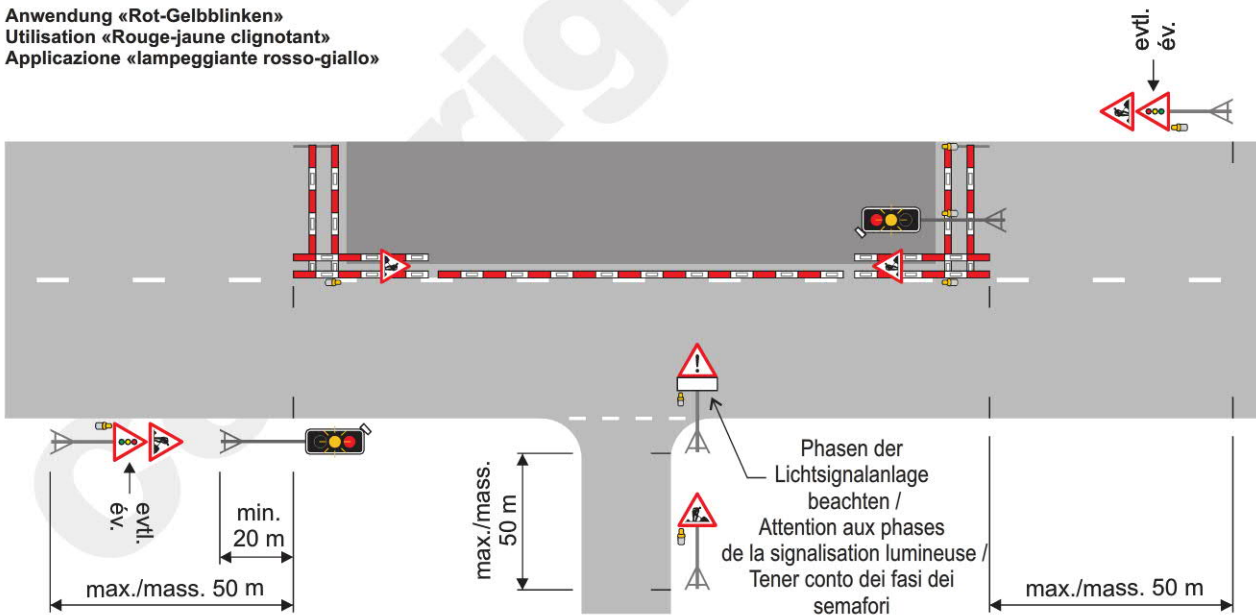 Anwendung «Rot-Gelbblinken»
Utilisation «Rouge-jaune clignotant»
Applicazione «lampeggiante rosso-giallo»
evtl.
év.
!
évtl.
év.
min.
20 m
max./mass. 50 m
max./mass.
50 m
Phasen der
Lichtsignalanlage
beachten /
Attention aux phases
de la signalisation lumineuse /
Tener conto dei fasi dei
semafori
max./mass. 50 m